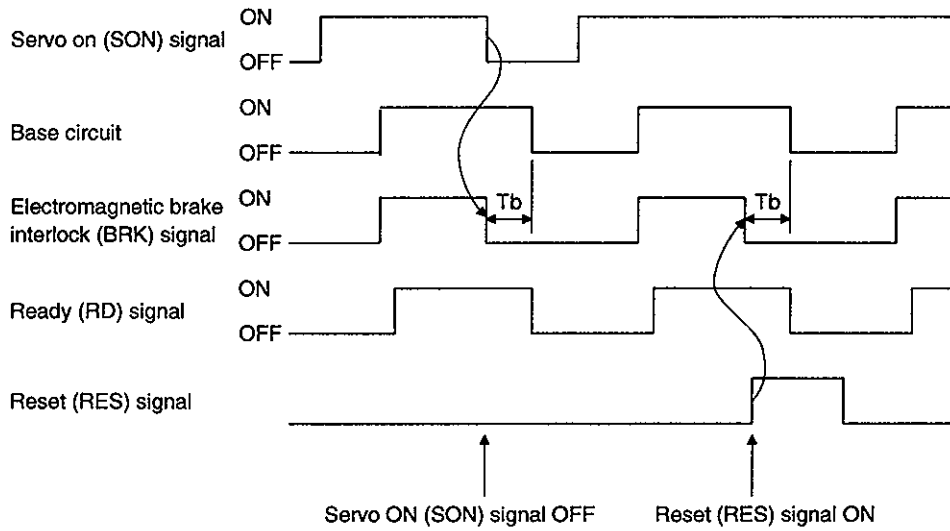 ON
Servo on (SON) signal
OFF
ON
Base circuit
OFF
ON
Electromagnetic brake
interlock (BRK) signal
OFF
Tb
Tb
ON
Ready (RD) signal
OFF
Reset (RES) signal
Servo ON (SON) signal OFF
Reset (RES) signal ON